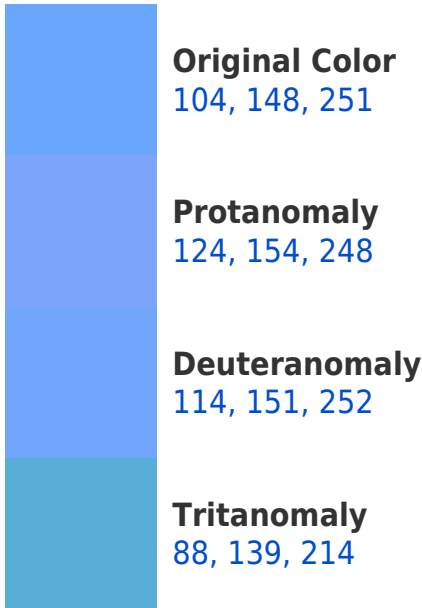 Original Color
104, 148, 251
Protanomaly
124, 154, 248
Deuteranomaly
114, 151, 252
Tritanomaly
88, 139, 214